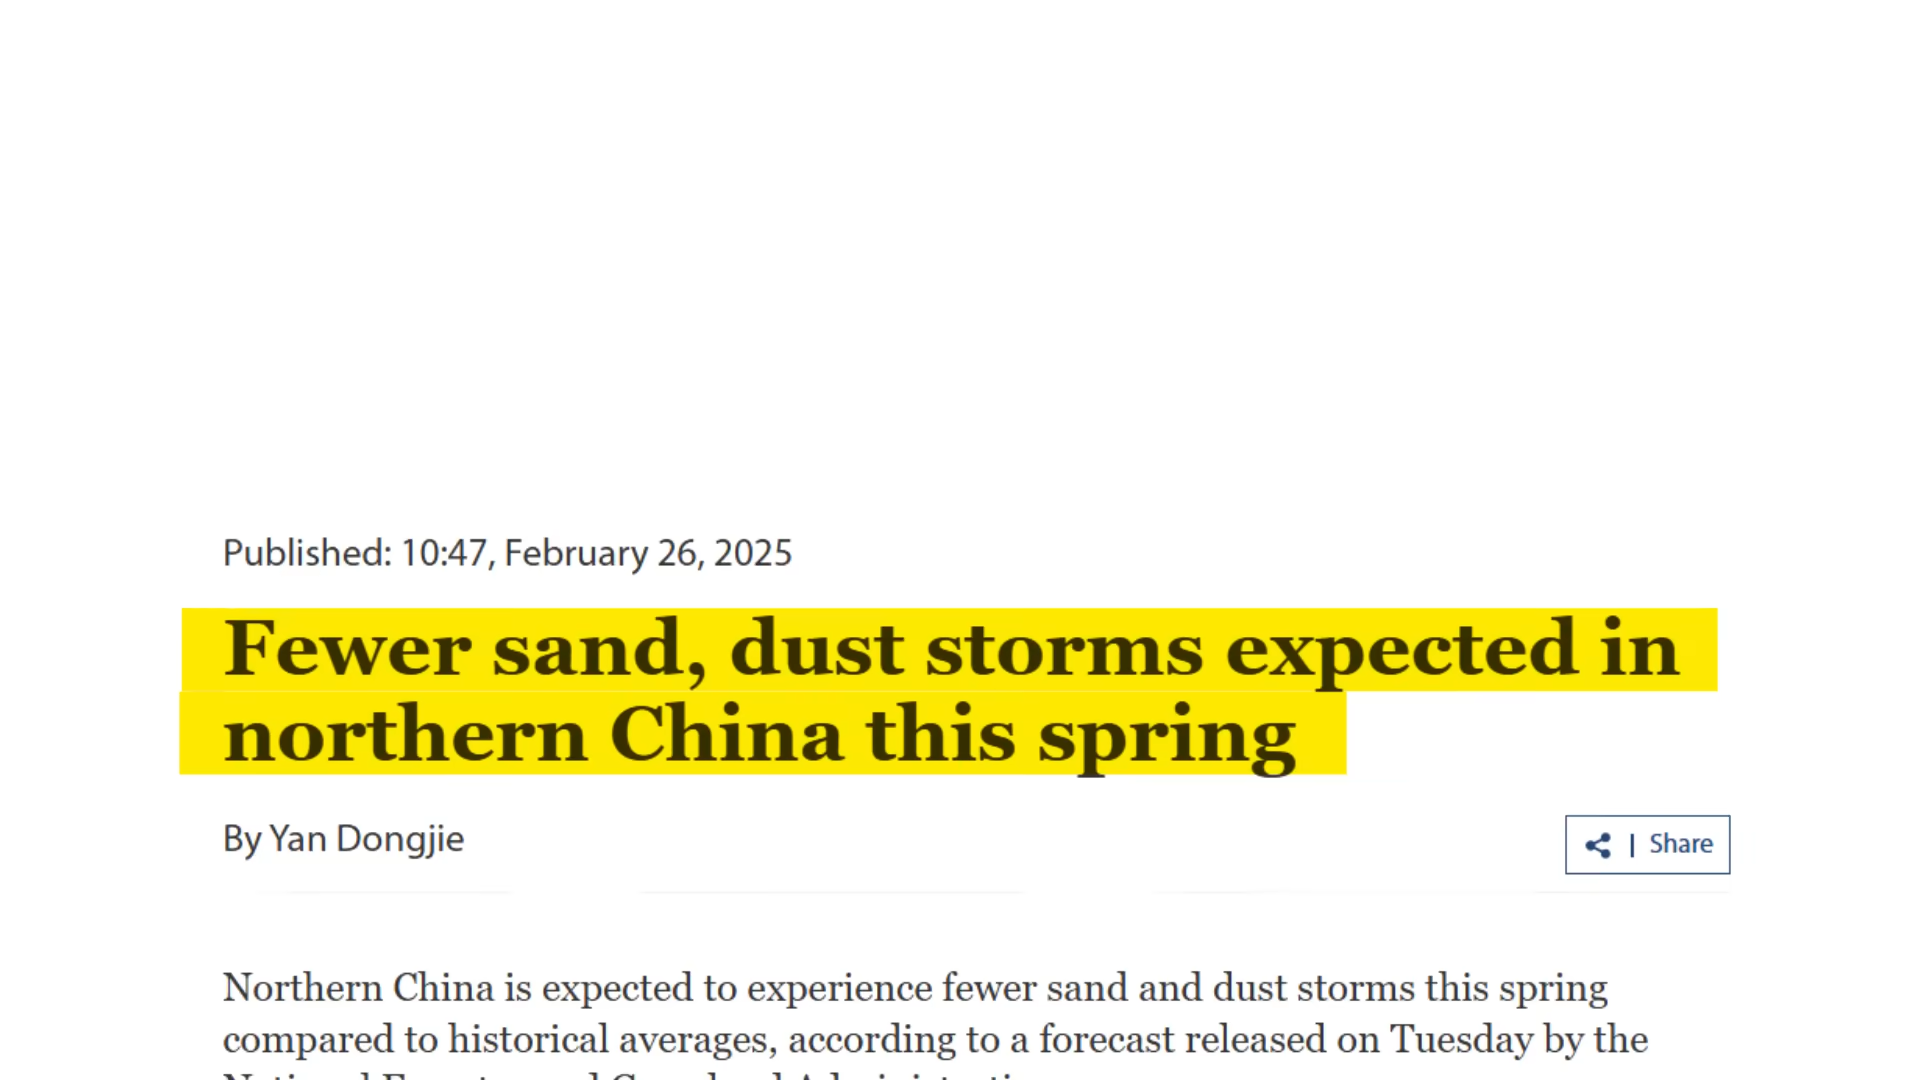 Published: 10:47, February 26, 2025
Fewer sand, dust storms expected in
northern China this spring
By Yan Dongjie
| Share
Northern China is expected to experience fewer sand and dust storms this spring
compared to historical averages, according to a forecast released on Tuesday by the